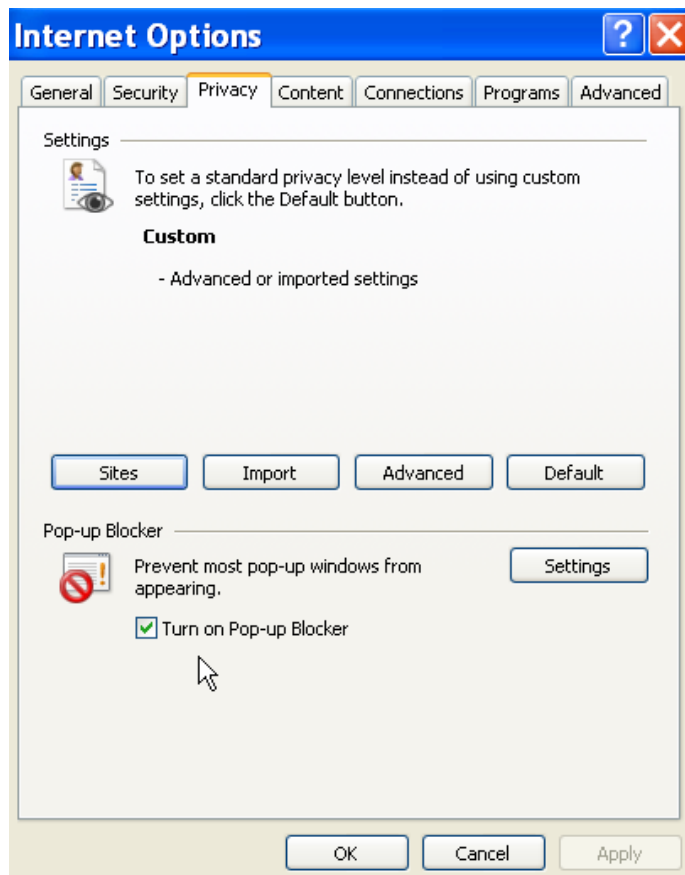 Internet Options
General Security Privacy Content Connections Programs Advanced
Settings
To set a standard privacy level instead of using custom
settings, click the Default button.
Custom
- Advanced or imported settings
Sites Import Advanced Default
Pop-up Blocker
Prevent most pop-up windows from
appearing.
Settings
Turn on Pop-up Blocker
OK Cancel Apply